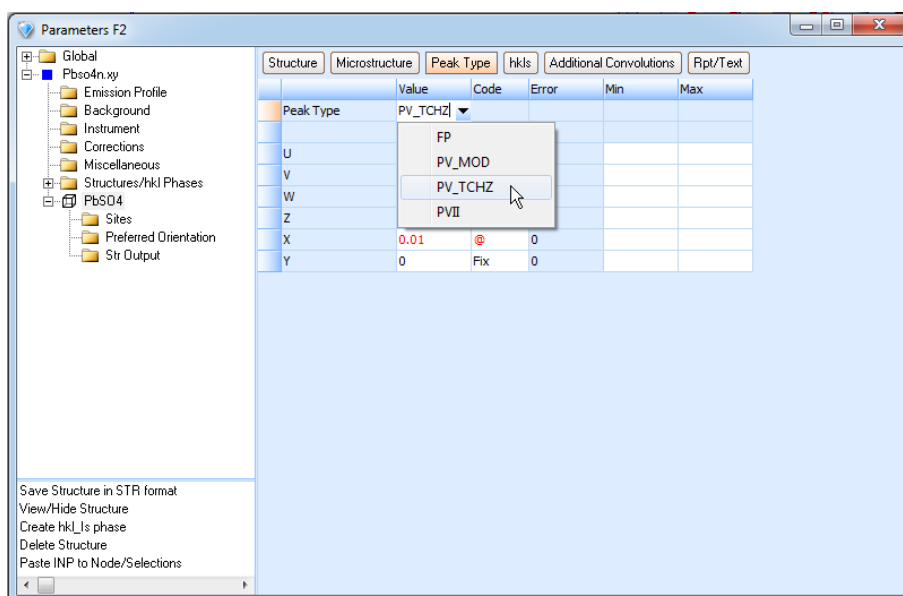 Parameters F2
Global
Pbso4n.xy
Emission Profile
Background
Instrument
Corrections
Miscellaneous
Structures/hkl Phases
PbSO4
Sites
Preferred Orientation
Str Output
Save Structure in STR format
View/Hide Structure
Create hkl_Is phase
Delete Structure
Paste INP to Node/Selections
Structure Microstructure Peak Type hkls Additional Convolutions Rpt/Text
Value Code Error Min Max
Peak Type PV_TCHZ
FP
PV_MOD
PV_TCHZ
PVII
U
V
W
Z
X 0.01 @ 0
Y 0 Fix 0